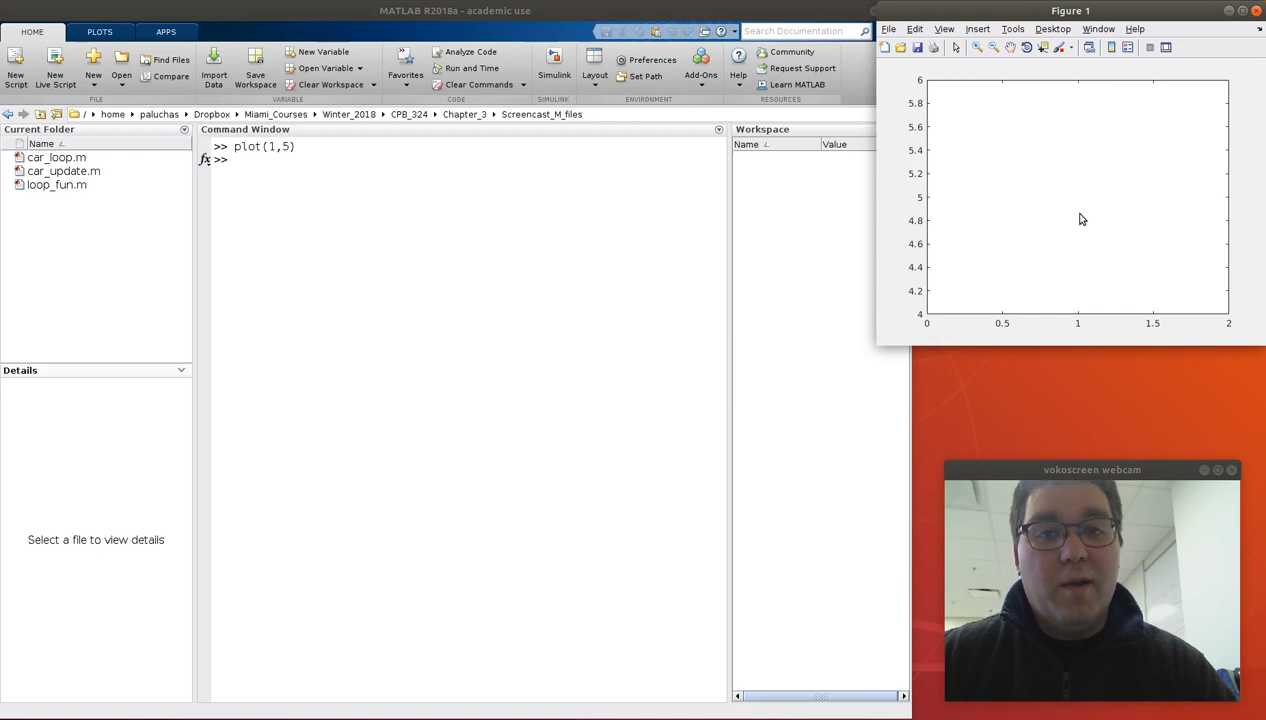 MATLAB R2018a - academic use
HOME PLOTS APPS
Search Documentation
New Script
New Live Script
New
Open
Find Files
Compare
FILE
Import Data
Save Workspace
New Variable
Open Variable
Clear Workspace
VARIABLE
Favorites
Analyze Code
Run and Time
Clear Commands
CODE
Simulink
SIMULINK
Layout
Preferences
Set Path
ENVIRONMENT
Add-Ons
Help
Community
Request Support
Learn MATLAB
RESOURCES
/ home paluchas Dropbox Miami_Courses Winter_2018 CPB_324 Chapter_3 Screencast_M_files
Current Folder
Name
car_loop.m
car_update.m
loop_fun.m
Details
Select a file to view details
Command Window
>> plot(1,5)
fx >>
Workspace
Name Value
Figure 1
File Edit View Insert Tools Desktop Window Help
6
5.8
5.6
5.4
5.2
5
4.8
4.6
4.4
4.2
4
0 0.5 1 1.5 2
vokoscreen webcam